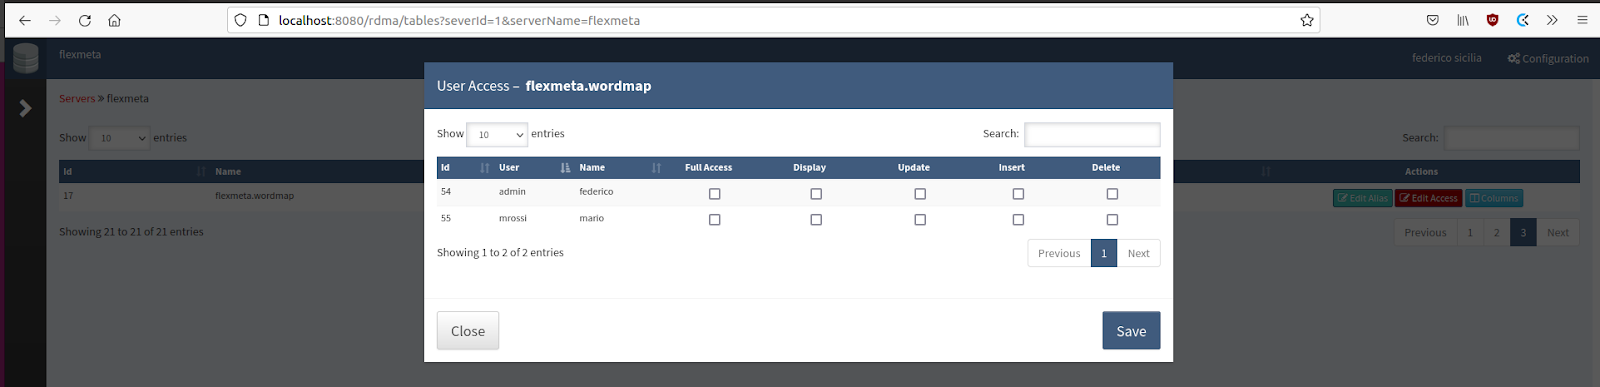 localhost:8080/rdma/tables?severId=1&serverName=flexmeta
flexmeta
federico sicilia Configuration
Servers » flexmeta
Show 10 entries
Search:
Id Name Actions
17 flexmeta.wordmap Edit Alias Edit Access Columns
Showing 21 to 21 of 21 entries
Previous 1 2 3 Next
User Access – flexmeta.wordmap
Show 10 entries Search:
Id User Name Full Access Display Update Insert Delete
54 admin federico
55 mrossi mario
Showing 1 to 2 of 2 entries Previous 1 Next
Close Save